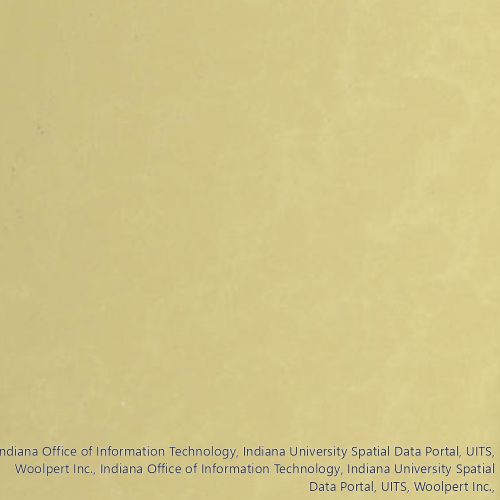 ndiana Office of Information Technology, Indiana University Spatial Data Portal, UITS,
Woolpert Inc., Indiana Office of Information Technology, Indiana University Spatial
Data Portal, UITS, Woolpert Inc.,